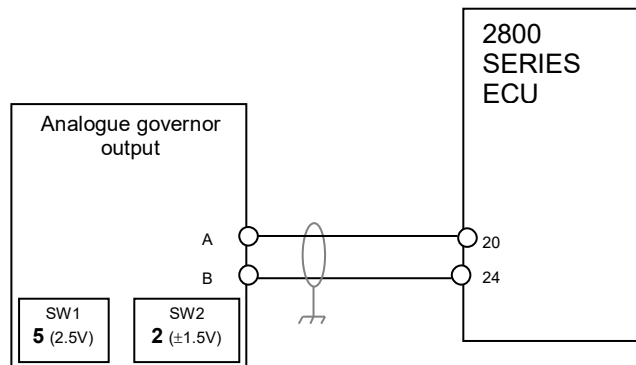 2800
SERIES
ECU
Analogue governor
output
A
20
B
24
SW1
5 (2.5V)
SW2
2 (±1.5V)